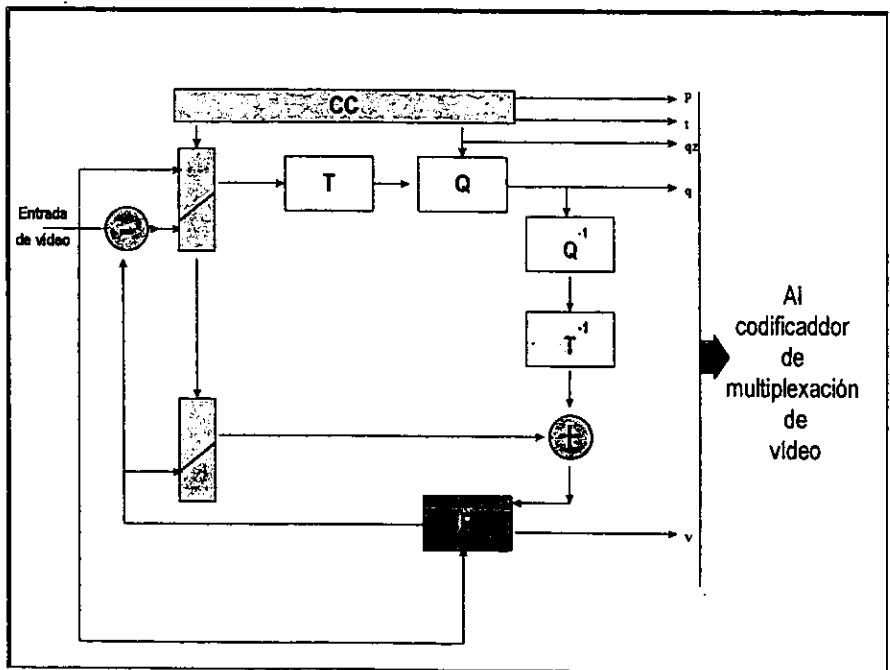 CC
P
t
qz
T
Q
q
Entrada
de vídeo
Q⁻¹
T⁻¹
Al
codificaddor
de
multiplexación
de
vídeo
v